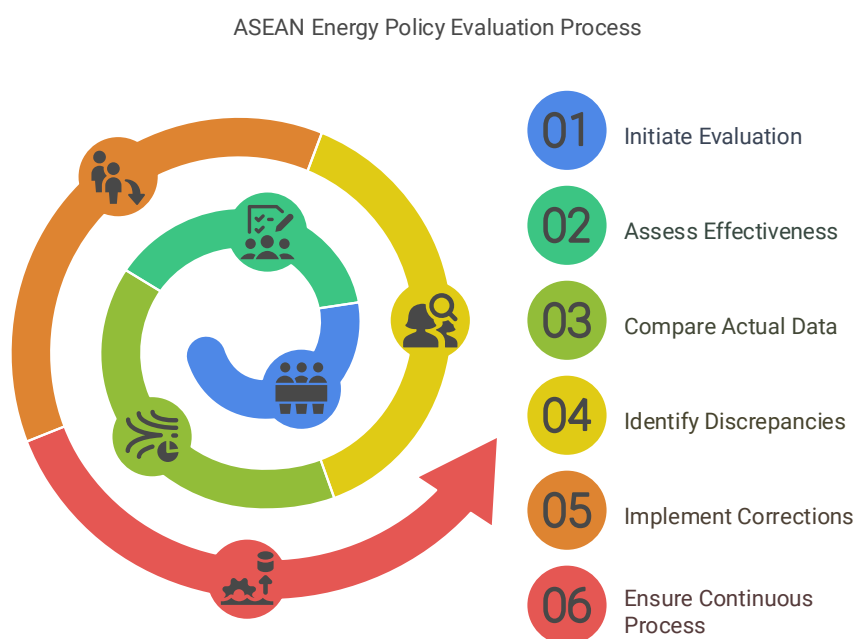 ASEAN Energy Policy Evaluation Process
01
Initiate Evaluation
02
Assess Effectiveness
03
Compare Actual Data
04
Identify Discrepancies
05
Implement Corrections
06
Ensure Continuous
Process